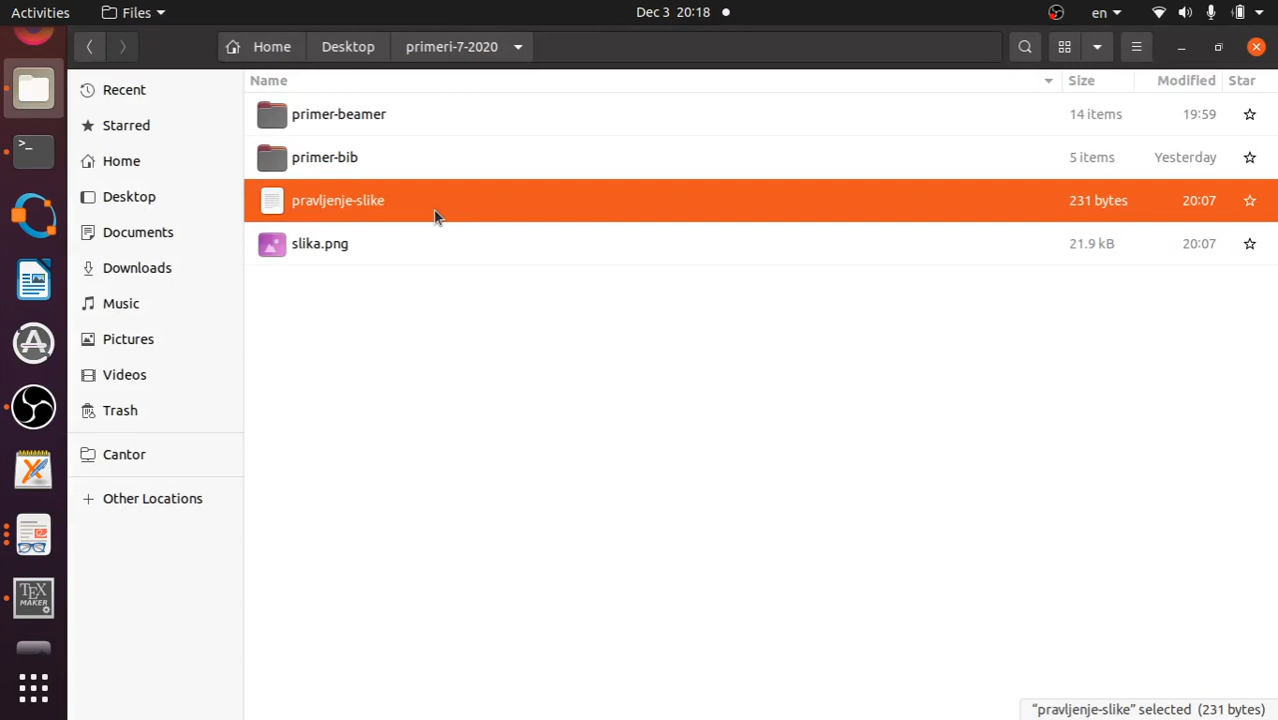 Activities Files Dec 3 20:18 en
Home Desktop primeri-7-2020
Name Size Modified Star
Recent
Starred
Home
Desktop
Documents
Downloads
Music
Pictures
Videos
Trash
Cantor
Other Locations
primer-beamer 14 items 19:59
primer-bib 5 items Yesterday
pravljenje-slike 231 bytes 20:07
slika.png 21.9 kB 20:07
>_
TEX
MAKER
“pravljenje-slike” selected (231 bytes)